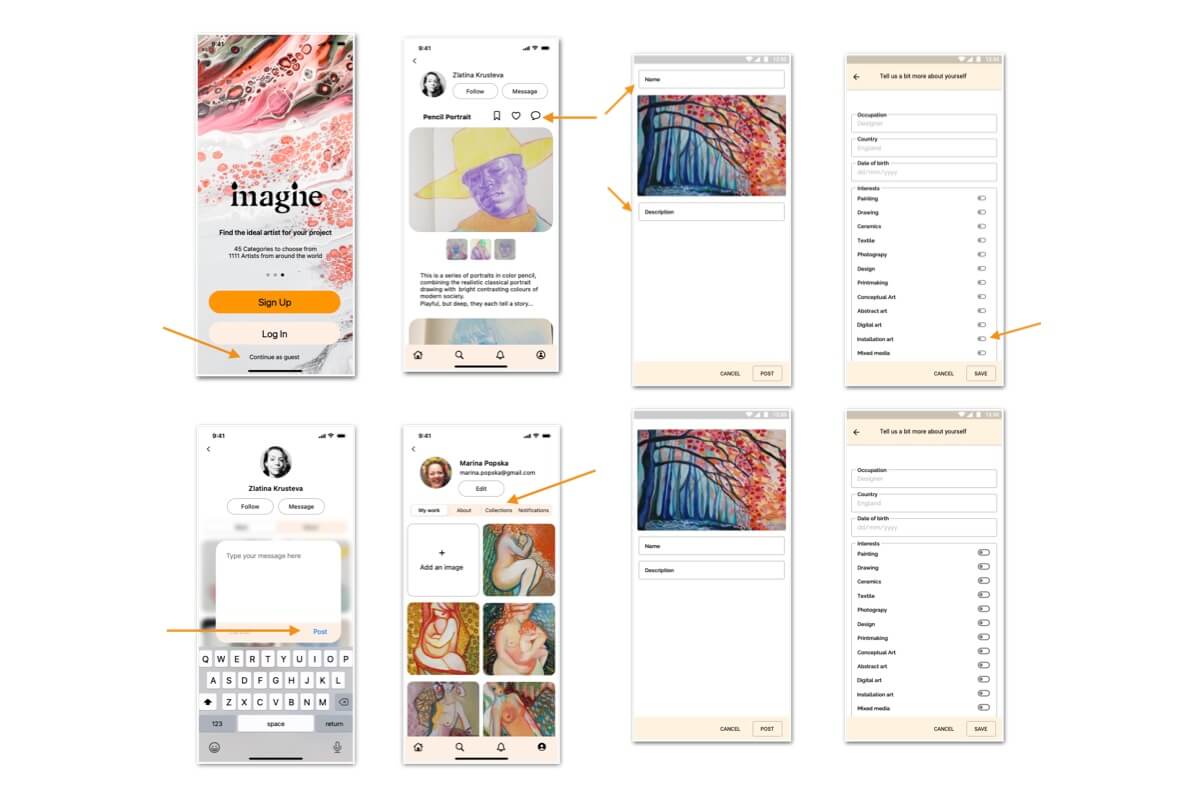 9:41
imagine
Find the ideal artist for your project
45 Categories to choose from
1111 Artists from around the world
Sign Up
Log In
Continue as guest
9:41
Zlatina Krusteva
Follow Message
Pencil Portrait
This is a series of portraits in color pencil,
combining the realistic classical portrait
drawing with bright contrasting colours of
modern society.
Playful, but deep, they each tell a story...
Name
Description
CANCEL POST
Tell us a bit more about yourself
Occupation
Designer
Country
England
Date of birth
dd/mm/yyyy
Interests
Painting
Drawing
Ceramics
Textile
Photograpy
Design
Printmaking
Conceptual Art
Abstract art
Digital art
Installation art
Mixed media
CANCEL SAVE
9:41
Zlatina Krusteva
Follow Message
Type your message here
Post
Q W E R T Y U I O P
A S D F G H J K L
Z X C V B N M
123 space return
9:41
Marina Popska
marina.popska@gmail.com
Edit
My work About Collections Notifications
+
Add an image
Name
Description
CANCEL POST
Tell us a bit more about yourself
Occupation
Designer
Country
England
Date of birth
dd/mm/yyyy
Interests
Painting
Drawing
Ceramics
Textile
Photograpy
Design
Printmaking
Conceptual Art
Abstract art
Digital art
Installation art
Mixed media
CANCEL SAVE